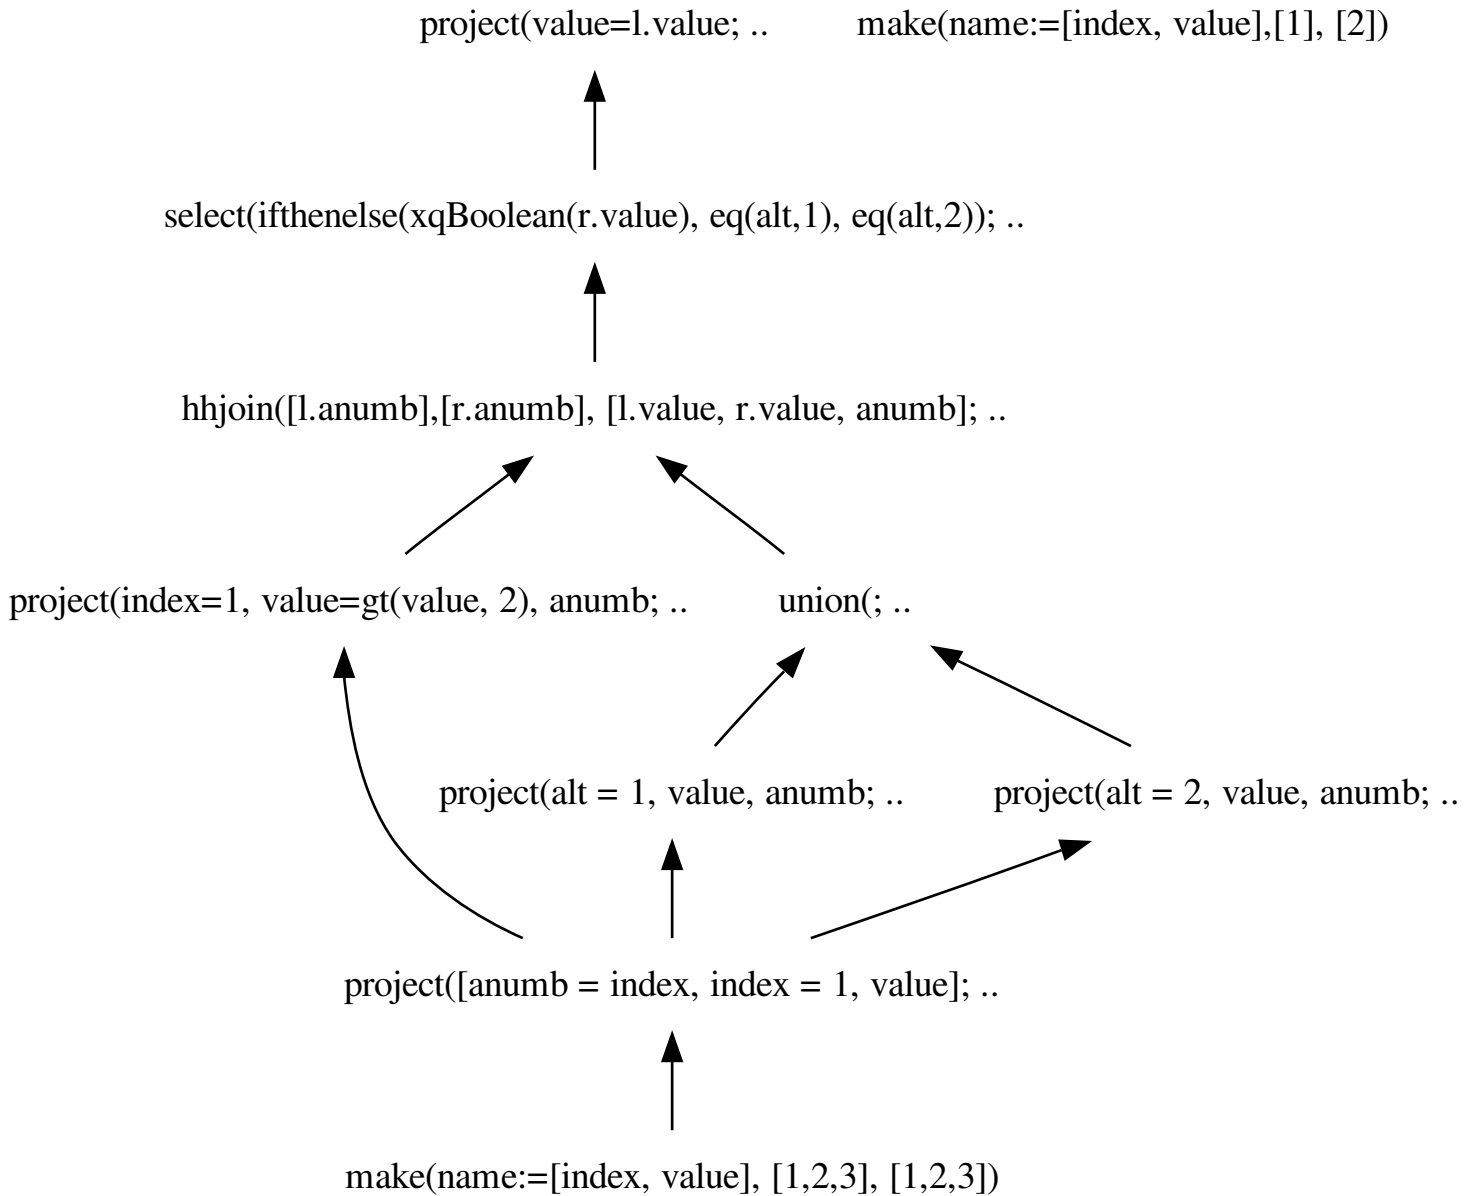 project(value=l.value; ..
make(name:=[index, value],[1], [2])
select(ifthenelse(xqBoolean(r.value), eq(alt,1), eq(alt,2)); ..
hhjoin([l.anumb],[r.anumb], [l.value, r.value, anumb]; ..
project(index=1, value=gt(value, 2), anumb; ..
union(; ..
project(alt = 1, value, anumb; ..
project(alt = 2, value, anumb; ..
project([anumb = index, index = 1, value]; ..
make(name:=[index, value], [1,2,3], [1,2,3])